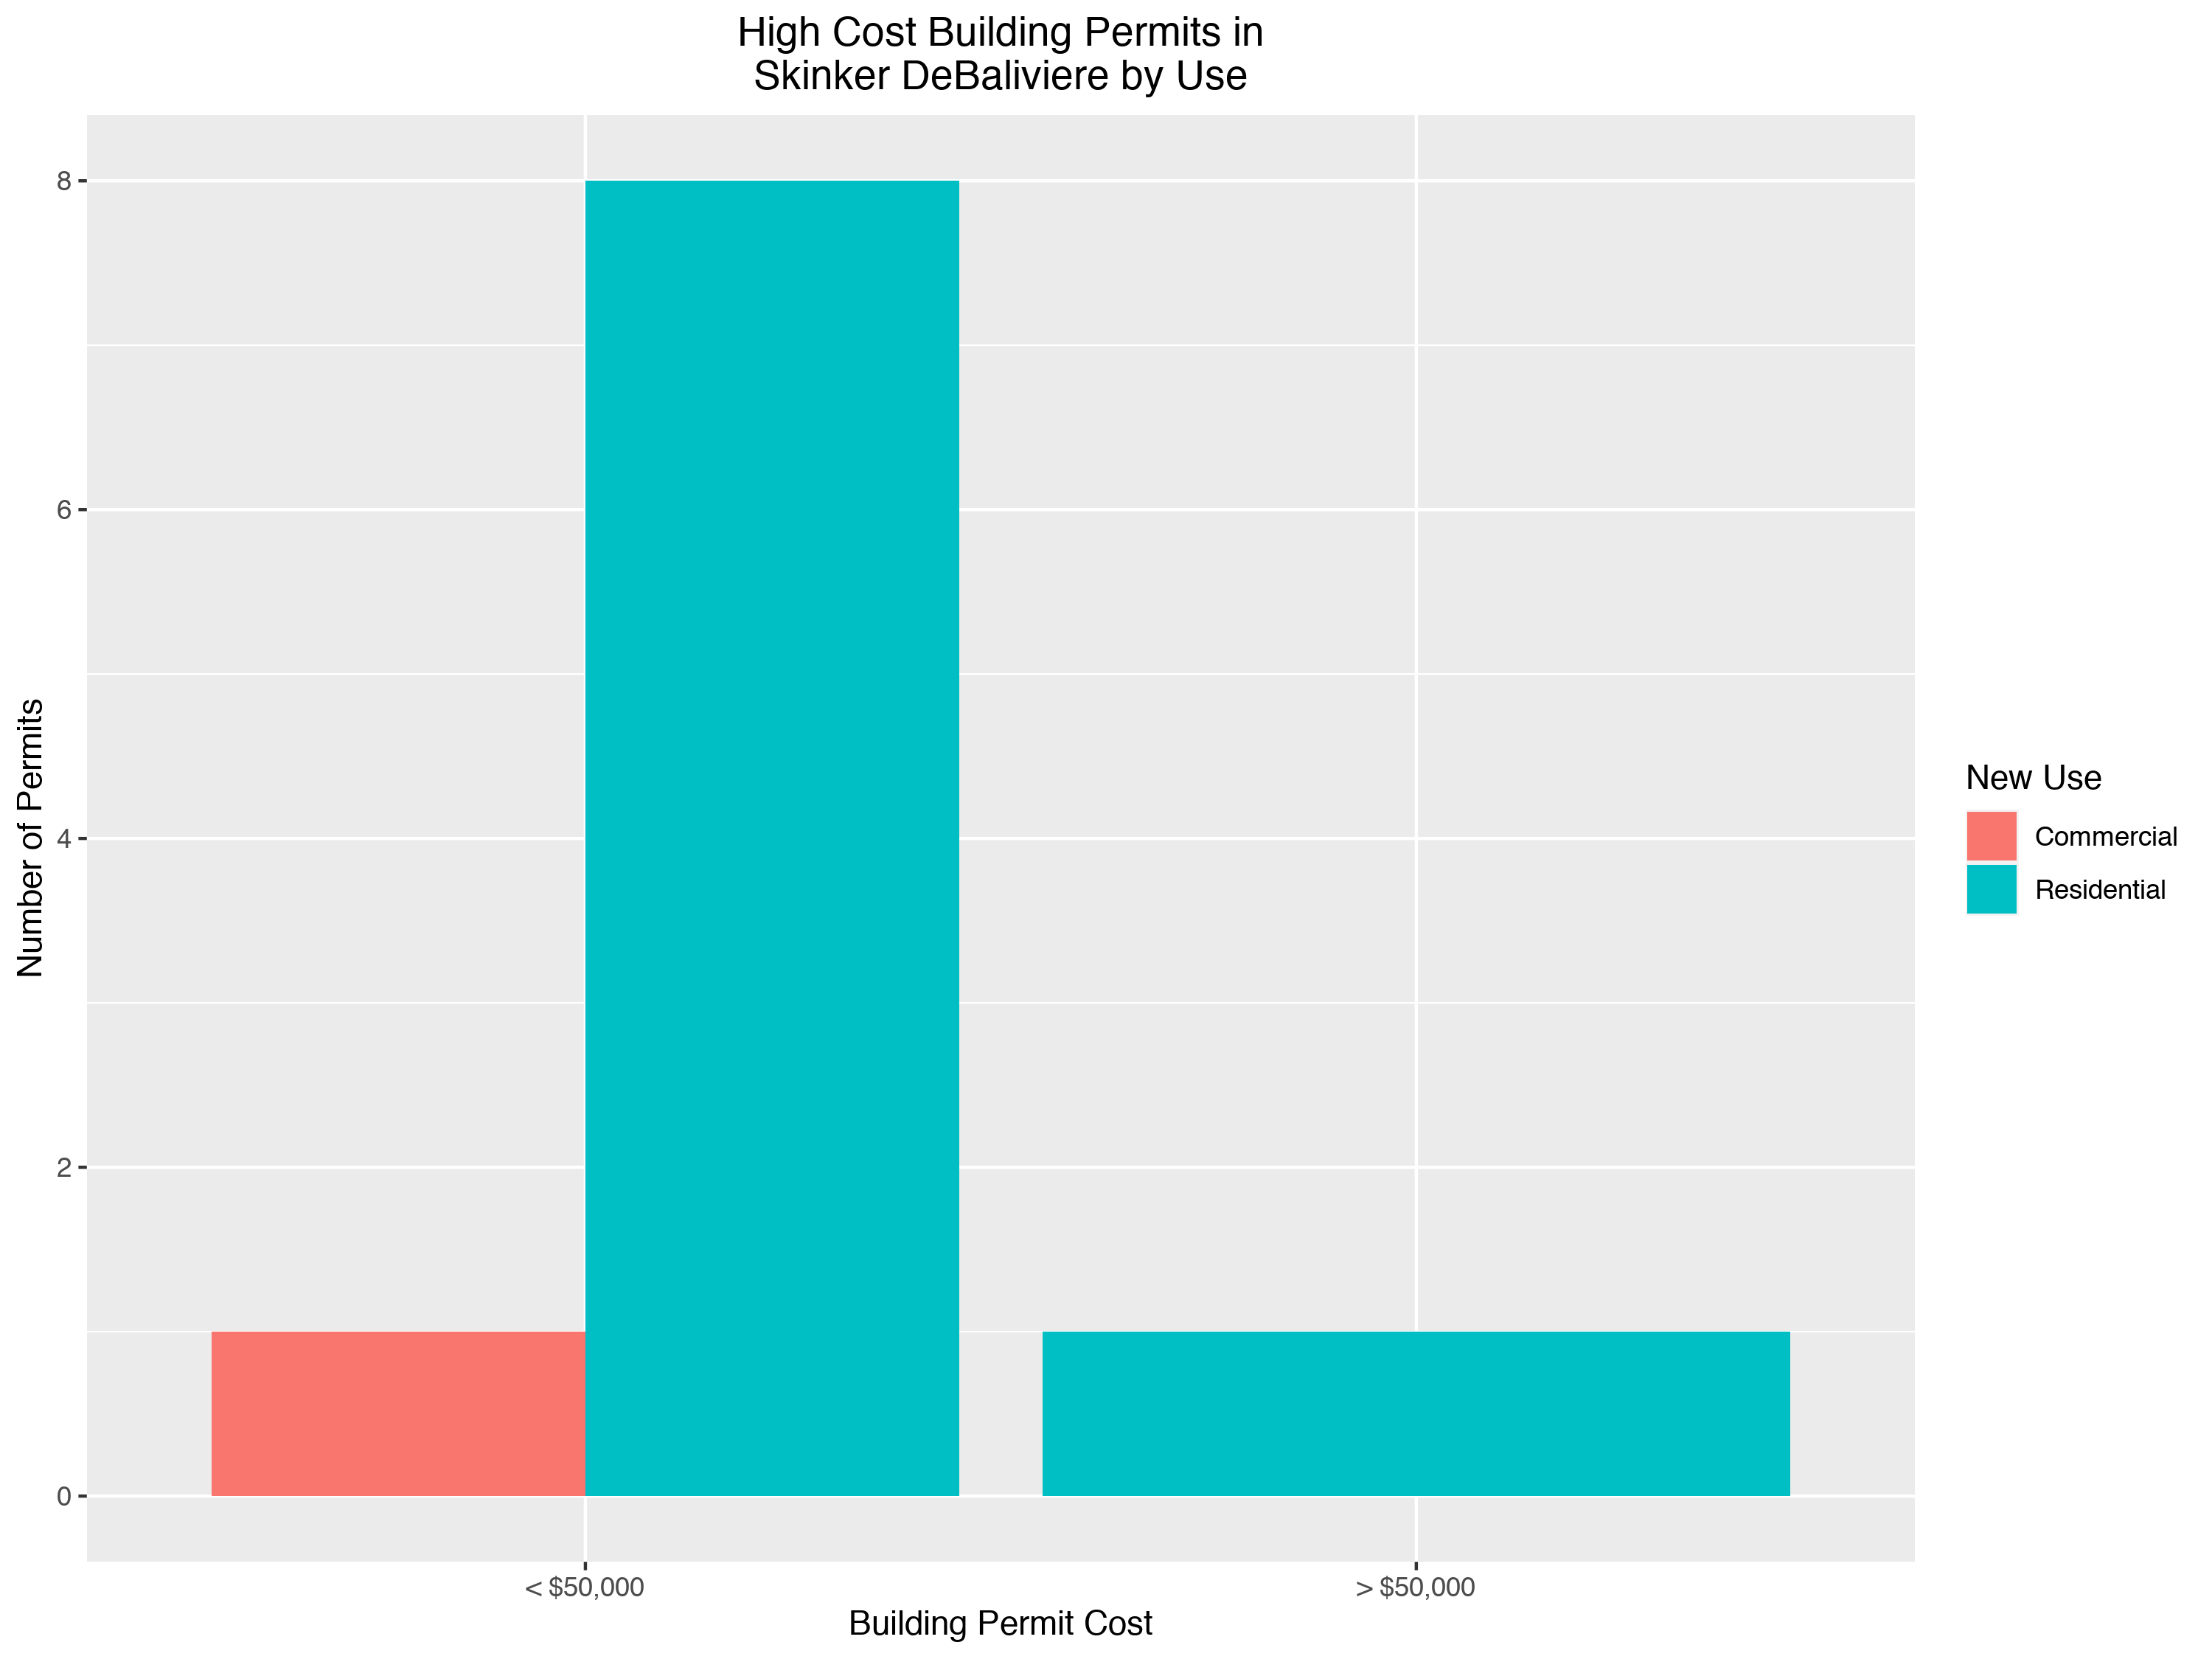 High Cost Building Permits in
Skinker DeBaliviere by Use
8
6
4
2
0
Number of Permits
< $50,000
> $50,000
Building Permit Cost
New Use
Commercial
Residential